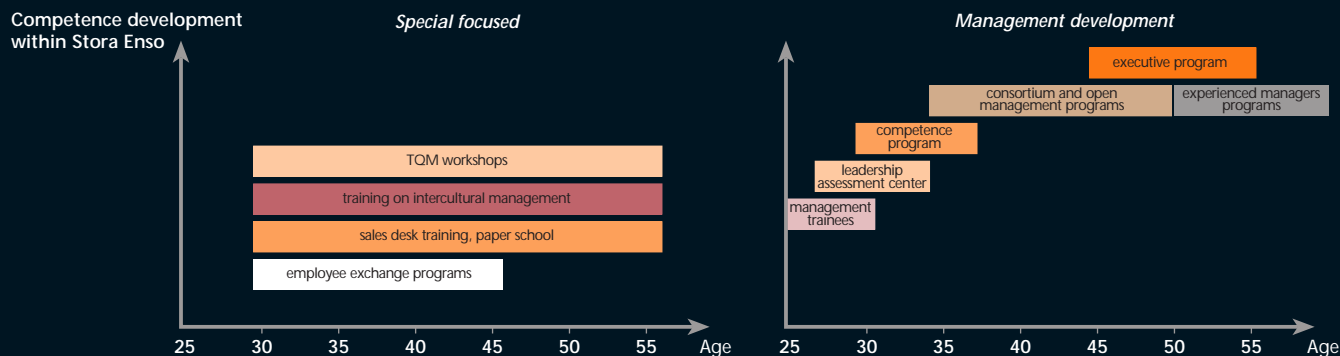 Competence development
within Stora Enso
Special focused
TQM workshops
training on intercultural management
sales desk training, paper school
employee exchange programs
25 30 35 40 45 50 55 Age
Management development
executive program
consortium and open
management programs
experienced managers
programs
competence
program
leadership
assessment center
management
trainees
25 30 35 40 45 50 55 Age